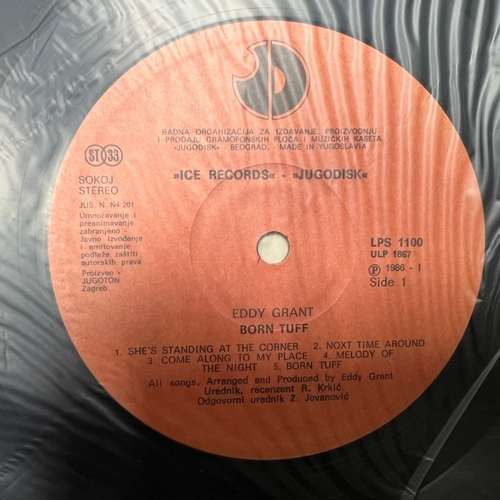 RADNA ORGANIZACIJA ZA IZDAVANJE, PROIZVODNJU
I PRODAJU GRAMOFONSKIH PLOČA I MUZIČKIH KASETA
»JUGODISK« BEOGRAD, - MADE IN YUGOSLAVIA
ST 33
SOKOJ
STEREO
»ICE RECORDS« - »JUGODISK«
JUS. N. N4 201
Umnožavanje i
presnimavanje
zabranjeno -
Javno izvođenje
i emitovanje
podleže zaštiti
autorskih prava
Proizveo -
JUGOTON
Zagreb
LPS 1100
ULP 1867
Ⓟ 1986 - I
Side 1
EDDY GRANT
BORN TUFF
1. SHE'S STANDING AT THE CORNER 2. NOXT TIME AROUND
3. COME ALONG TO MY PLACE 4. MELODY OF
THE NIGHT 5. BORN TUFF
All songs, Arranged and Produced by Eddy Grant
Urednik, recenzent R. Krkić
Odgovorni urednik Z. Jovanović